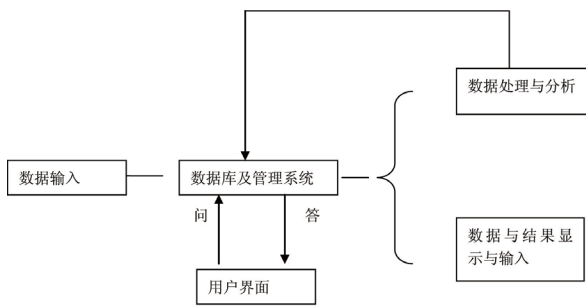 数据处理与分析
数据输入
数据库及管理系统
问
答
数据与结果显
示与输入
用户界面